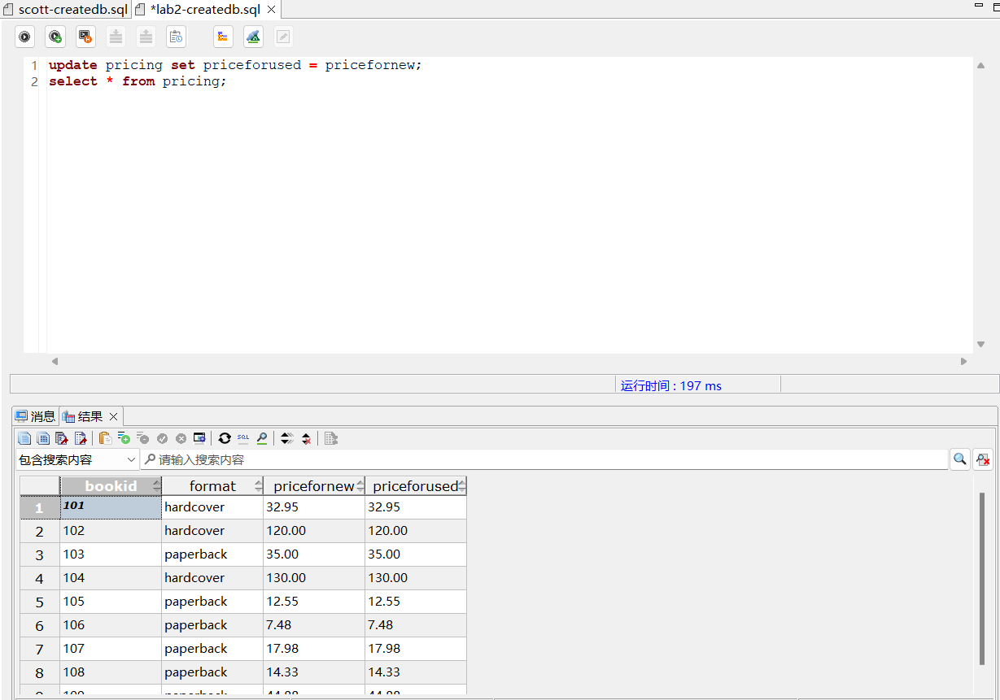 scott-createdb.sql *lab2-createdb.sql
1 update pricing set priceforused = pricefornew;
2 select * from pricing;
运行时间 : 197 ms
消息 结果
SQL
包含搜索内容 请输入搜索内容
bookid format pricefornew priceforused
1 101 hardcover 32.95 32.95
2 102 hardcover 120.00 120.00
3 103 paperback 35.00 35.00
4 104 hardcover 130.00 130.00
5 105 paperback 12.55 12.55
6 106 paperback 7.48 7.48
7 107 paperback 17.98 17.98
8 108 paperback 14.33 14.33